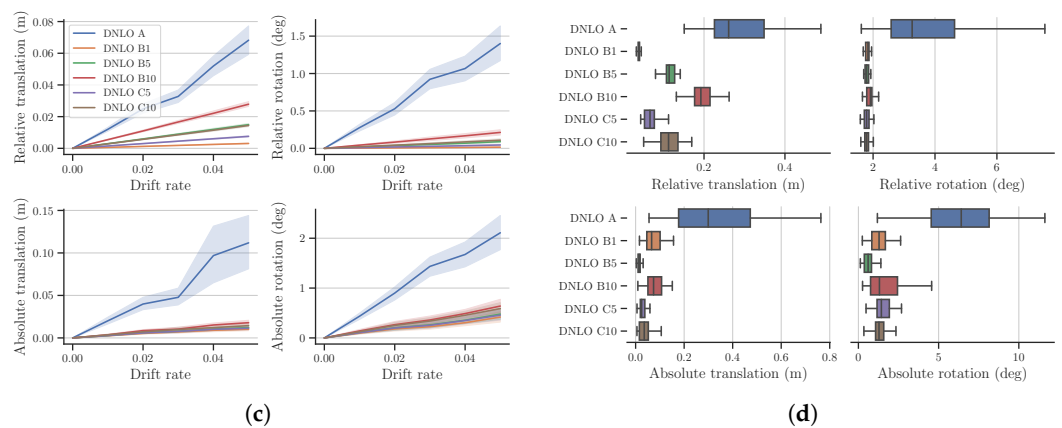 0.08
0.06
0.04
0.02
0.00
Relative translation (m)
DNLO A
DNLO B1
DNLO B5
DNLO B10
DNLO C5
DNLO C10
0.00 0.02 0.04
Drift rate
1.5
1.0
0.5
0.0
Relative rotation (deg)
0.00 0.02 0.04
Drift rate
DNLO A
DNLO B1
DNLO B5
DNLO B10
DNLO C5
DNLO C10
0.2 0.4
Relative translation (m)
2 4 6
Relative rotation (deg)
0.15
0.10
0.05
0.00
Absolute translation (m)
0.00 0.02 0.04
Drift rate
2
1
0
Absolute rotation (deg)
0.00 0.02 0.04
Drift rate
DNLO A
DNLO B1
DNLO B5
DNLO B10
DNLO C5
DNLO C10
0.0 0.2 0.4 0.6 0.8
Absolute translation (m)
0 5 10
Absolute rotation (deg)
(c)
(d)